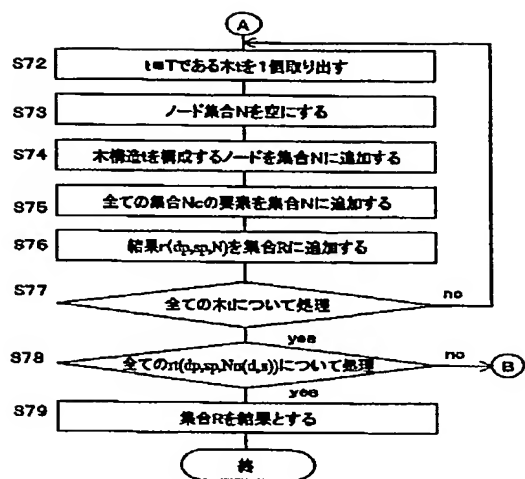 A
S72
t=Tである木tを1個取り出す
S73
ノード集合Nを空にする
S74
木構造tを構成するノードを集合Nに追加する
S75
全ての集合Ncの要素を集合Nに追加する
S76
結果r(dp,sp,N)を集合Rに追加する
S77
全ての木tについて処理
no
yes
S78
全てのrt(dp,sp,Nm(d,s))について処理
no
B
yes
S79
集合Rを結果とする
終